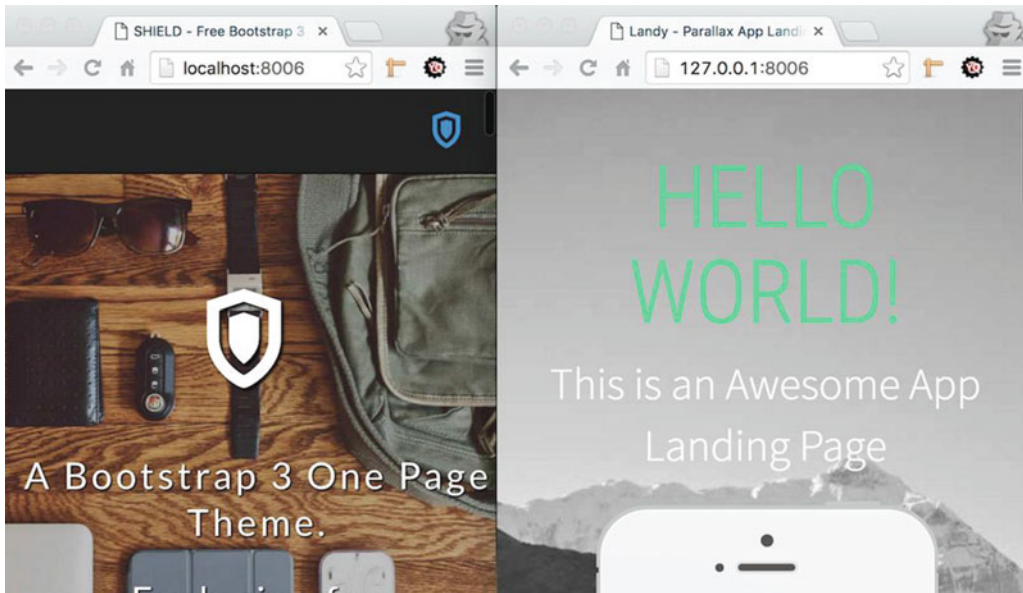 SHIELD - Free Bootstrap 3
localhost:8006
A Bootstrap 3 One Page
Theme.
Landy - Parallax App Landi
127.0.0.1:8006
HELLO
WORLD!
This is an Awesome App
Landing Page